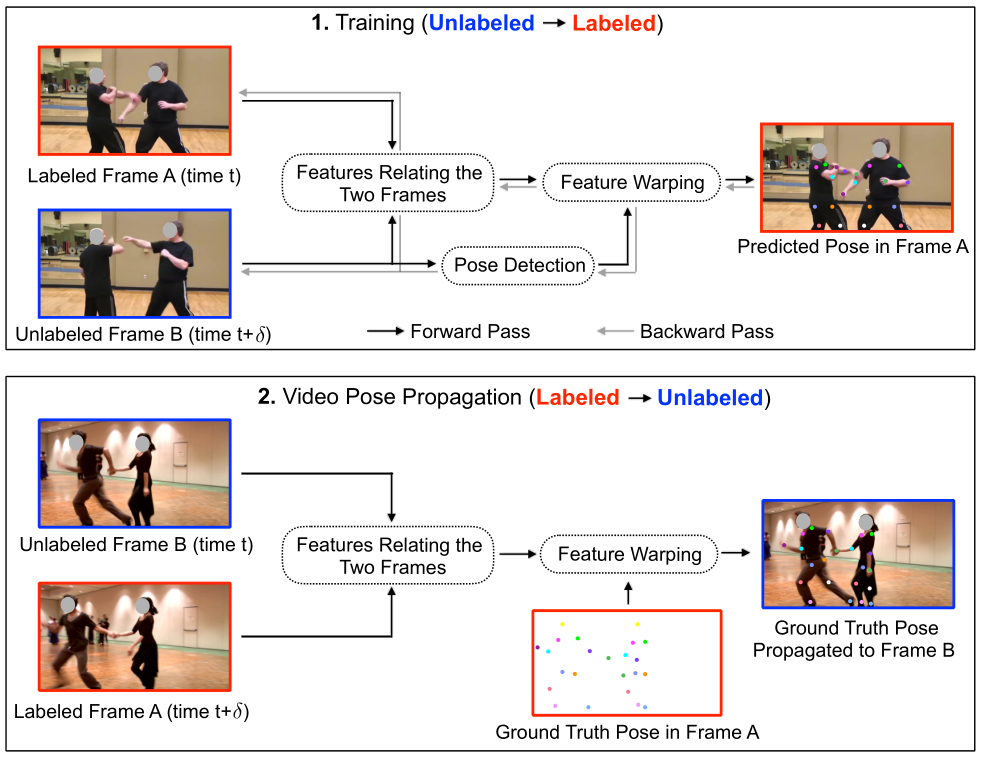 1. Training (Unlabeled → Labeled)
Labeled Frame A (time t)
Features Relating the
Two Frames
Feature Warping
Predicted Pose in Frame A
Pose Detection
Unlabeled Frame B (time t+δ)
Forward Pass
Backward Pass
2. Video Pose Propagation (Labeled → Unlabeled)
Unlabeled Frame B (time t)
Features Relating the
Two Frames
Feature Warping
Ground Truth Pose
Propagated to Frame B
Labeled Frame A (time t+δ)
Ground Truth Pose in Frame A